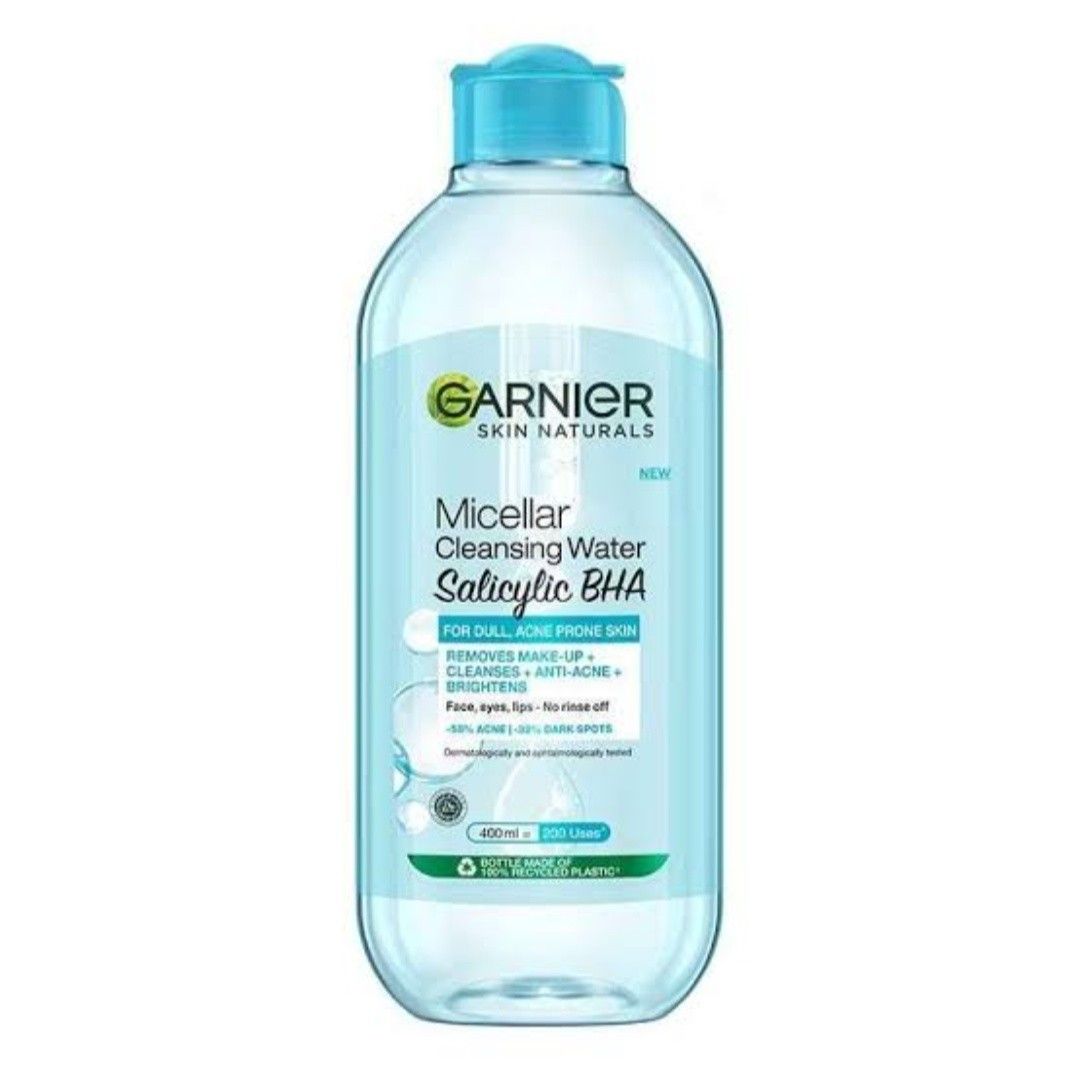 GARNIER
SKIN NATURALS
NEW
Micellar
Cleansing Water
Salicylic BHA
FOR DULL, ACNE PRONE SKIN
REMOVES MAKE-UP +
CLEANSES + ANTI-ACNE +
BRIGHTENS
Face, eyes, lips - No rinse off
ACNE | DARK SPOTS
Dermatologically and ophtalmologically tested
400ml = 200 Uses*
BOTTLE MADE OF
100% RECYCLED PLASTIC